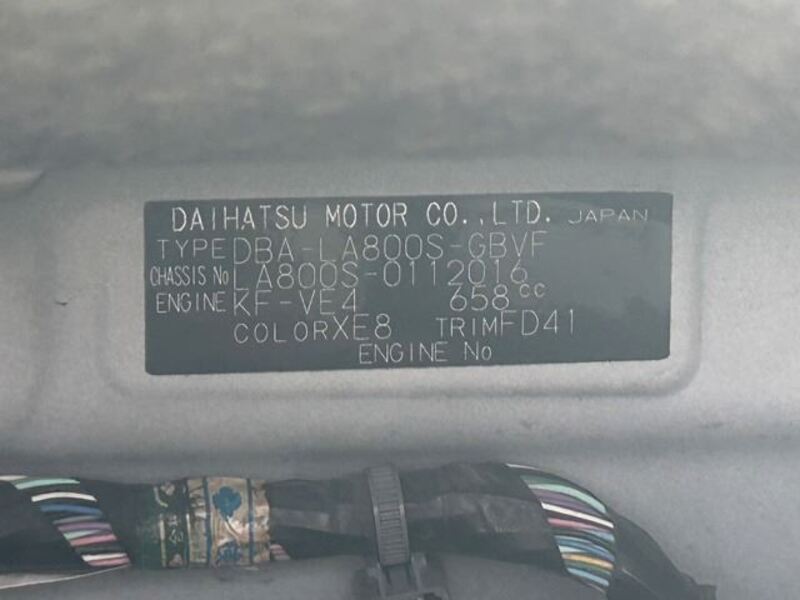 DAIHATSU MOTOR CO.,LTD. JAPAN
TYPE DBA-LA800S-GBVF
CHASSIS No LA800S-0112016
ENGINE KF-VE4 658cc
COLOR XE8 TRIM FD41
ENGINE No